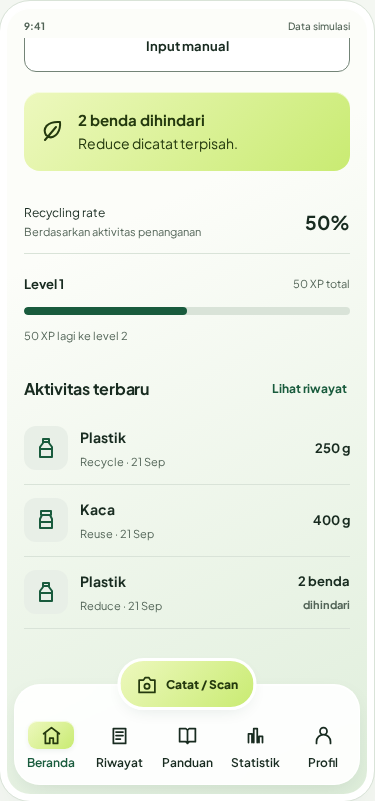 9:41
Data simulasi
Input manual
2 benda dihindari
Reduce dicatat terpisah.
Recycling rate
Berdasarkan aktivitas penanganan
50%
Level 1
50 XP total
50 XP lagi ke level 2
Aktivitas terbaru
Lihat riwayat
Plastik
Recycle · 21 Sep
250 g
Kaca
Reuse · 21 Sep
400 g
Plastik
Reduce · 21 Sep
2 benda
dihindari
Catat / Scan
Beranda
Riwayat
Panduan
Statistik
Profil